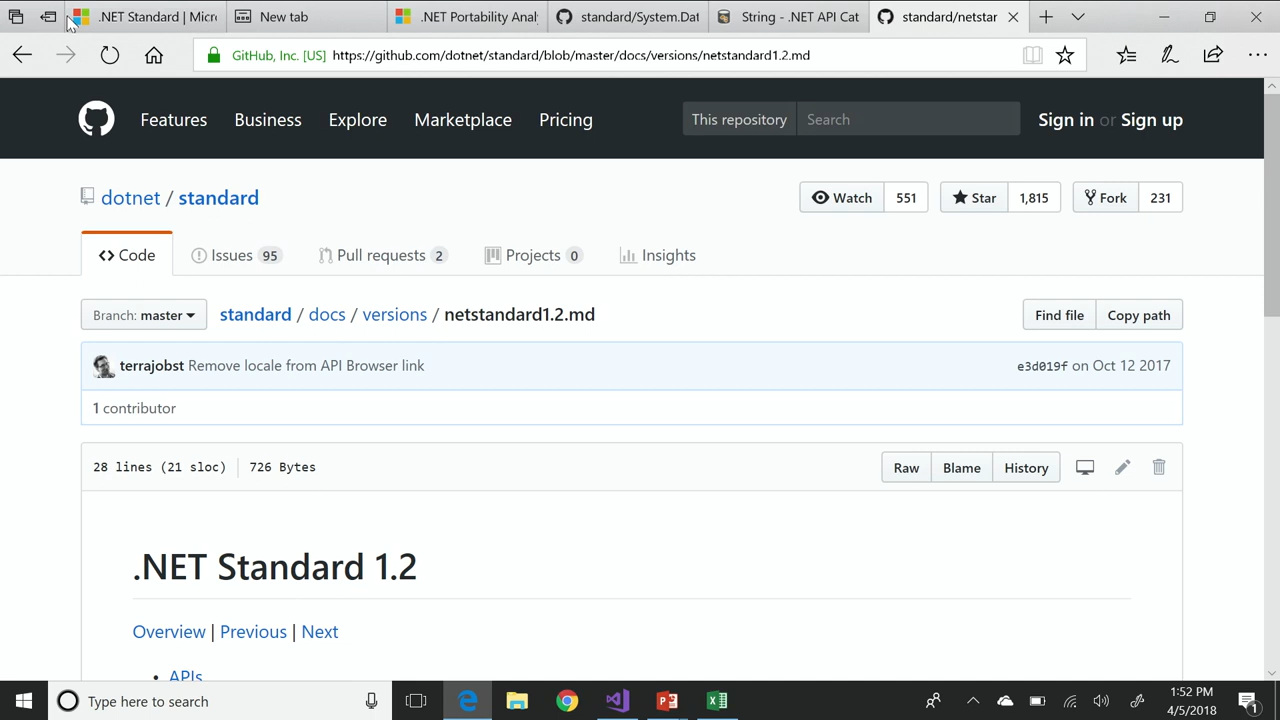 .NET Standard | Micr
New tab
.NET Portability Anal
standard/System.Dat
String - .NET API Cat
standard/netstar
GitHub, Inc. [US] https://github.com/dotnet/standard/blob/master/docs/versions/netstandard1.2.md
Features Business Explore Marketplace Pricing This repository Search Sign in or Sign up
dotnet / standard Watch 551 Star 1,815 Fork 231
<> Code Issues 95 Pull requests 2 Projects 0 Insights
Branch: master standard / docs / versions / netstandard1.2.md Find file Copy path
terrajobst Remove locale from API Browser link e3d019f on Oct 12 2017
1 contributor
28 lines (21 sloc) 726 Bytes Raw Blame History
.NET Standard 1.2
Overview | Previous | Next
• APIs
Type here to search
1:52 PM
4/5/2018
1